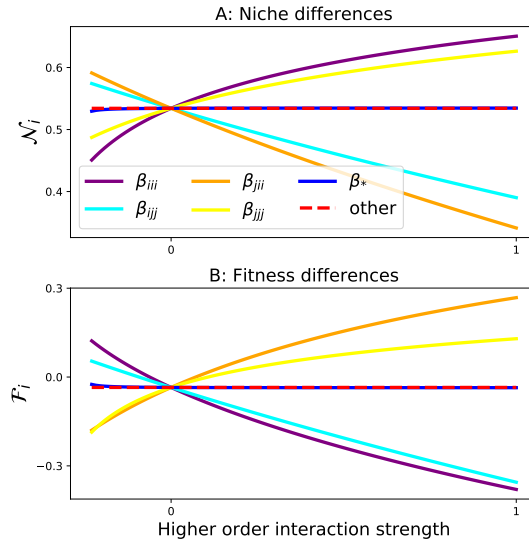 A: Niche differences
𝒩ᵢ
0.6
0.5
0.4
βᵢᵢᵢ
βⱼᵢᵢ
β*
βᵢⱼⱼ
βⱼⱼⱼ
other
0
1
B: Fitness differences
ℱᵢ
0.3
0.0
−0.3
0
1
Higher order interaction strength